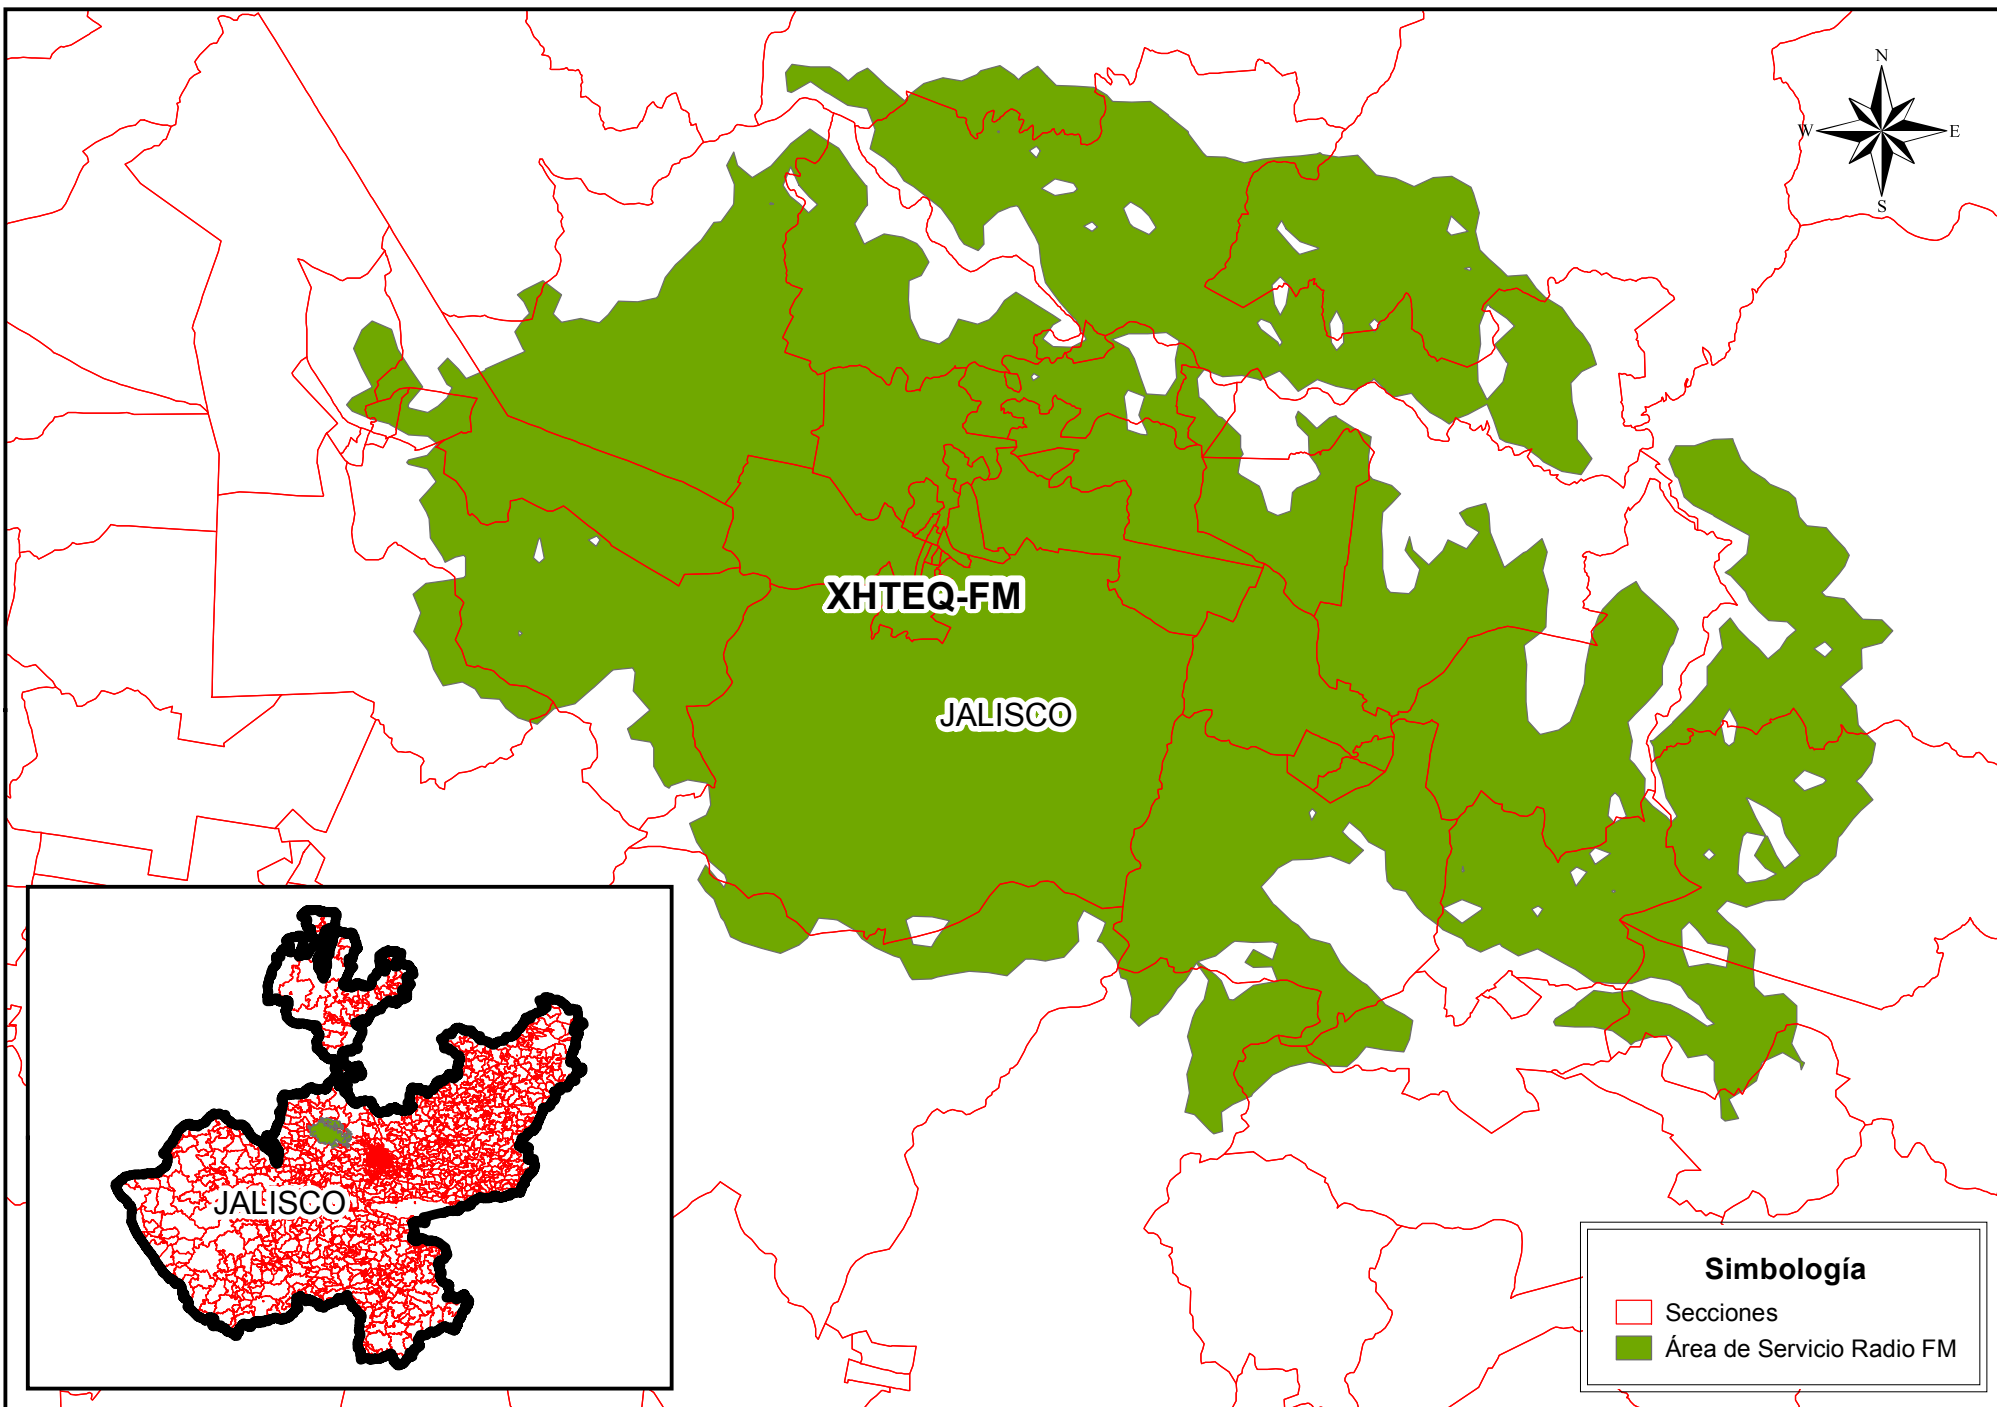 N
W E
S
XHTEQ-FM
JALISCO
JALISCO
Simbología
Secciones
Área de Servicio Radio FM